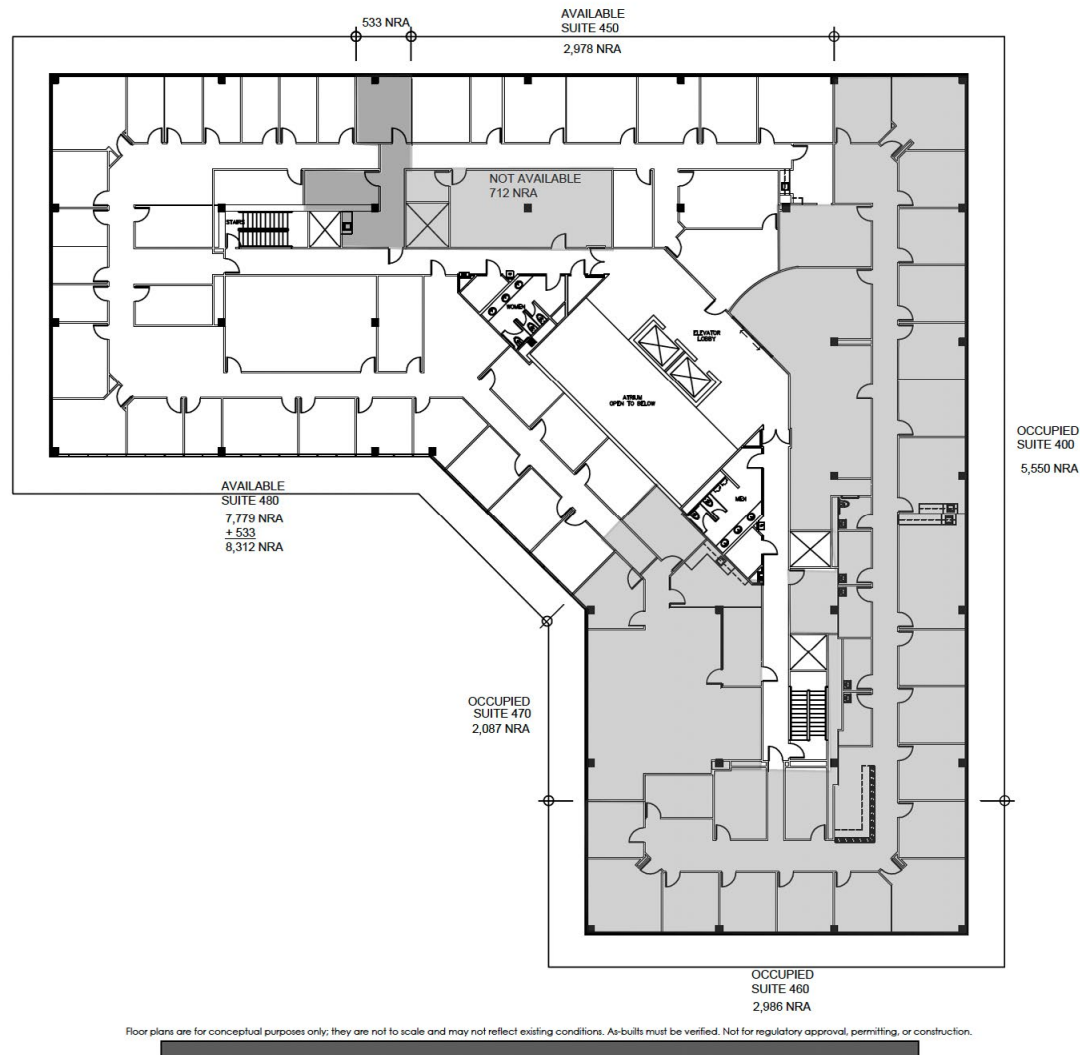 533 NRA
AVAILABLE
SUITE 450
2,978 NRA
NOT AVAILABLE
712 NRA
STAIRS
WOMEN
ELEVATOR
LOBBY
ATRIUM
OPEN TO BELOW
MEN
OCCUPIED
SUITE 400
5,550 NRA
AVAILABLE
SUITE 480
7,779 NRA
+ 533
8,312 NRA
OCCUPIED
SUITE 470
2,087 NRA
OCCUPIED
SUITE 460
2,986 NRA
Floor plans are for conceptual purposes only; they are not to scale and may not reflect existing conditions. As-builts must be verified. Not for regulatory approval, permitting, or construction.